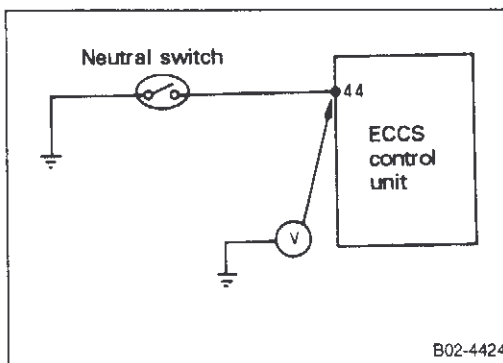 Neutral switch
44
ECCS
control
unit
V
B02-4424